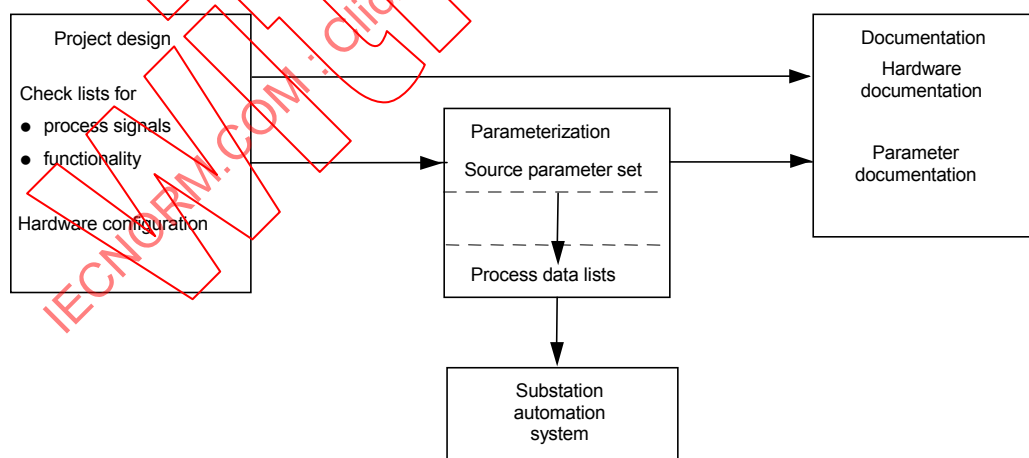 Project design
Check lists for
● process signals
● functionality
Hardware configuration
Parameterization
Source parameter set
Process data lists
Substation
automation
system
Documentation
Hardware
documentation
Parameter
documentation
IECNORM.COM : Clic